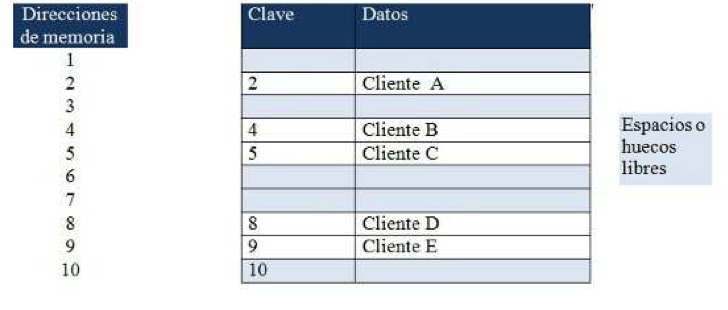 Direcciones
de memoria
Clave Datos
1
2 2 Cliente A
3
4 4 Cliente B
5 5 Cliente C
6
7
8 8 Cliente D
9 9 Cliente E
10 10
Espacios o
huecos
libres